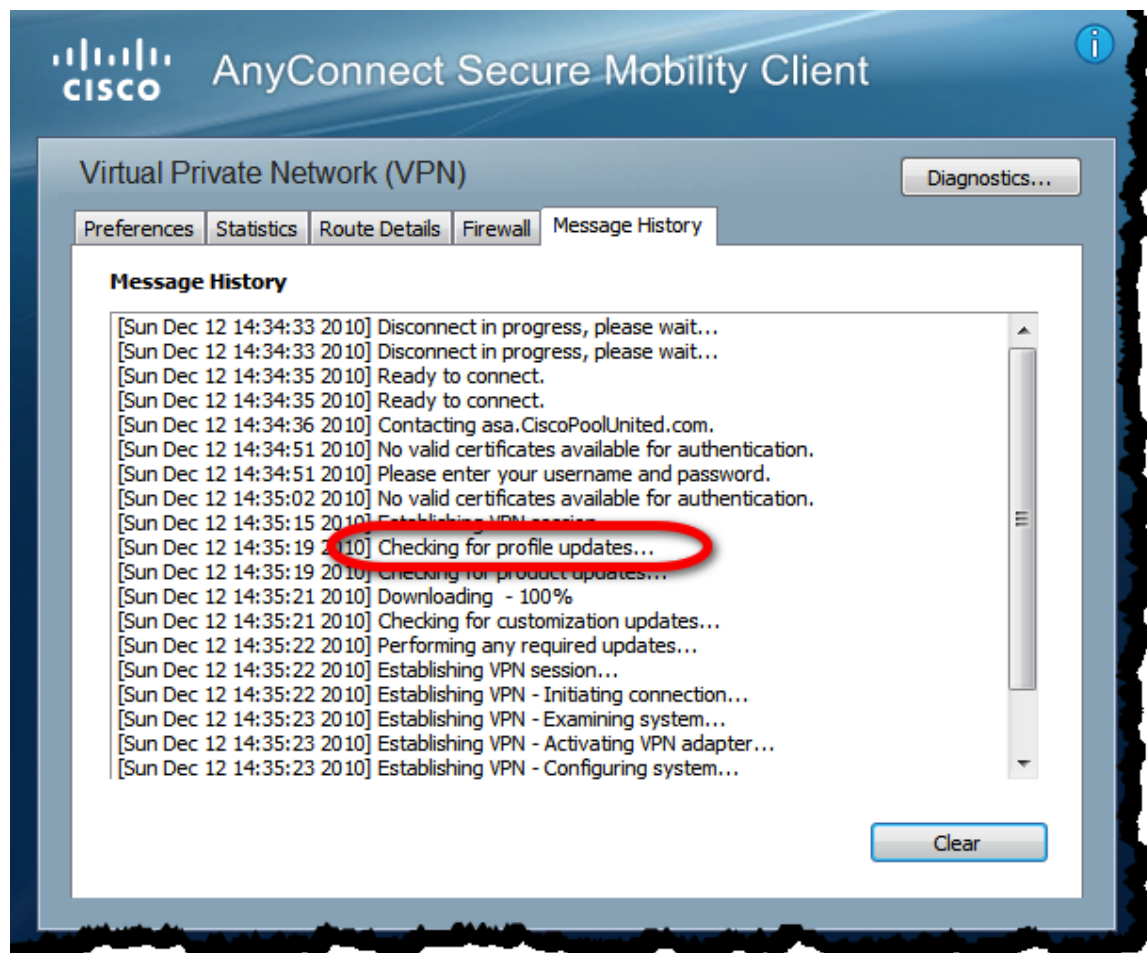 CISCO AnyConnect Secure Mobility Client
Virtual Private Network (VPN)
Diagnostics...
Preferences Statistics Route Details Firewall Message History
Message History
[Sun Dec 12 14:34:33 2010] Disconnect in progress, please wait...
[Sun Dec 12 14:34:33 2010] Disconnect in progress, please wait...
[Sun Dec 12 14:34:35 2010] Ready to connect.
[Sun Dec 12 14:34:35 2010] Ready to connect.
[Sun Dec 12 14:34:36 2010] Contacting asa.CiscoPoolUnited.com.
[Sun Dec 12 14:34:51 2010] No valid certificates available for authentication.
[Sun Dec 12 14:34:51 2010] Please enter your username and password.
[Sun Dec 12 14:35:02 2010] No valid certificates available for authentication.
[Sun Dec 12 14:35:15 2010] Establishing VPN session...
[Sun Dec 12 14:35:19 2010] Checking for profile updates...
[Sun Dec 12 14:35:19 2010] Checking for product updates...
[Sun Dec 12 14:35:21 2010] Downloading - 100%
[Sun Dec 12 14:35:21 2010] Checking for customization updates...
[Sun Dec 12 14:35:22 2010] Performing any required updates...
[Sun Dec 12 14:35:22 2010] Establishing VPN session...
[Sun Dec 12 14:35:22 2010] Establishing VPN - Initiating connection...
[Sun Dec 12 14:35:23 2010] Establishing VPN - Examining system...
[Sun Dec 12 14:35:23 2010] Establishing VPN - Activating VPN adapter...
[Sun Dec 12 14:35:23 2010] Establishing VPN - Configuring system...
Clear